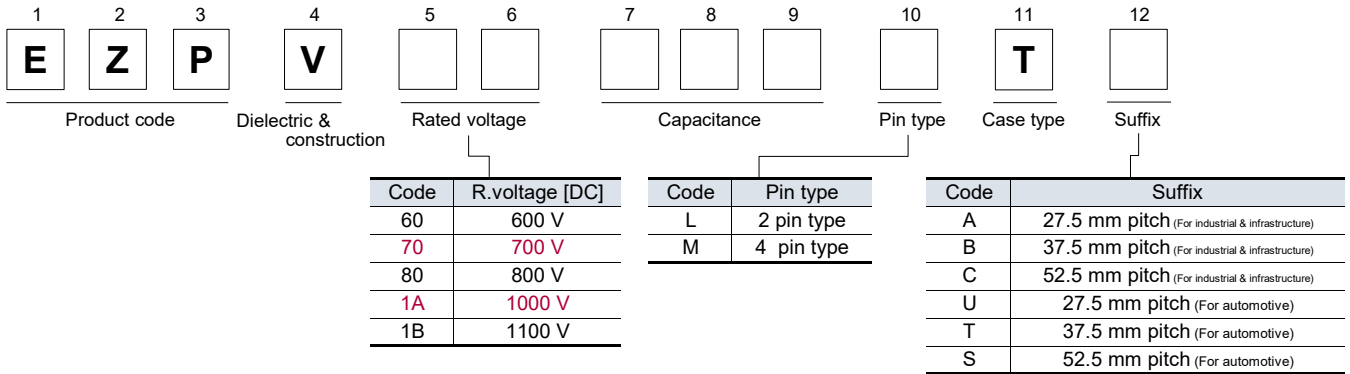 1 2 3 4 5 6 7 8 9 10 11 12
E Z P V T
Product code Dielectric & construction Rated voltage Capacitance Pin type Case type Suffix
Code R.voltage [DC]
60 600 V
70 700 V
80 800 V
1A 1000 V
1B 1100 V
Code Pin type
L 2 pin type
M 4 pin type
Code Suffix
A 27.5 mm pitch (For industrial & infrastructure)
B 37.5 mm pitch (For industrial & infrastructure)
C 52.5 mm pitch (For industrial & infrastructure)
U 27.5 mm pitch (For automotive)
T 37.5 mm pitch (For automotive)
S 52.5 mm pitch (For automotive)